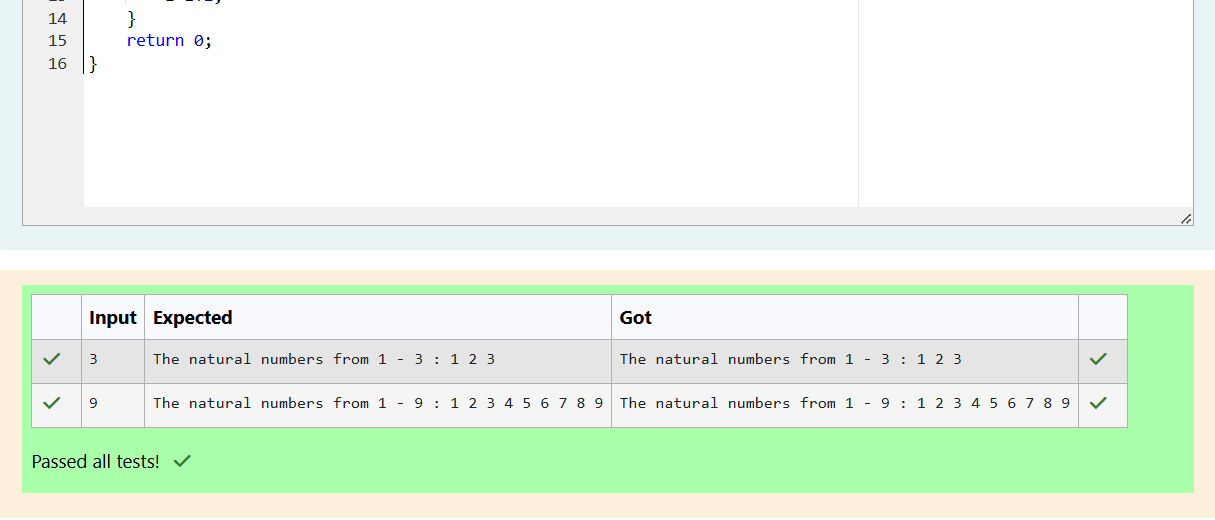 14 }
15 return 0;
16 }
Input Expected Got
3 The natural numbers from 1 - 3 : 1 2 3 The natural numbers from 1 - 3 : 1 2 3
9 The natural numbers from 1 - 9 : 1 2 3 4 5 6 7 8 9 The natural numbers from 1 - 9 : 1 2 3 4 5 6 7 8 9
Passed all tests!